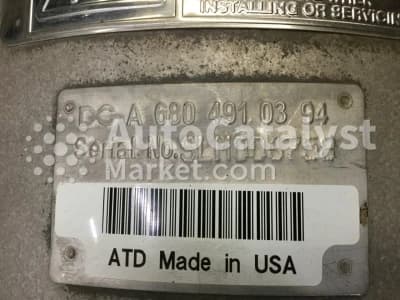 INSTALLING OR SERVICIN
DC A 680 491 03 94
AutoCatalyst
Market.com
Serial No.
ATD Made in USA